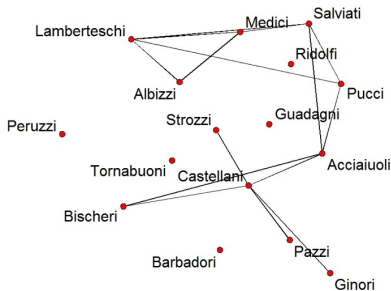 Salviati
Medici
Lamberteschi
Ridolfi
Pucci
Albizzi
Strozzi
Guadagni
Peruzzi
Acciaiuoli
Tornabuoni
Castellani
Bischeri
Pazzi
Barbadori
Ginori